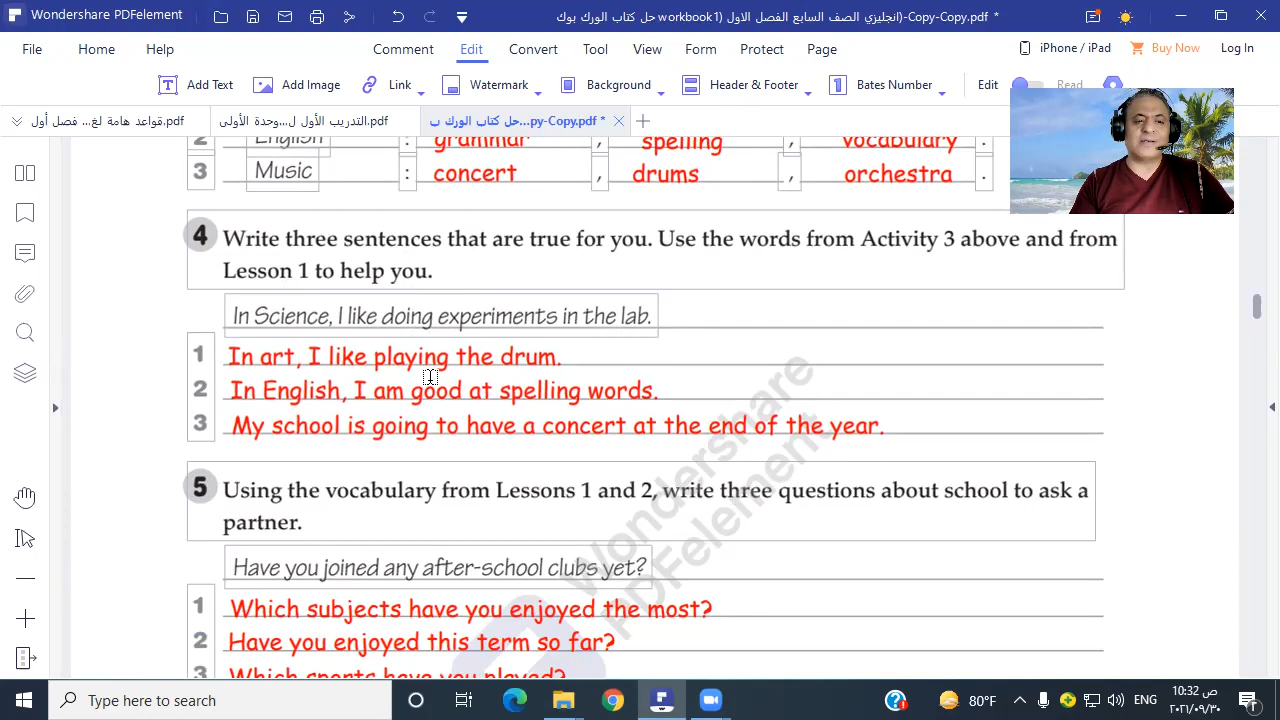 Wondershare PDFelement
حل كتاب الورك بوك workbook1) انجليزي الصف السابع الفصل الاول)-Copy-Copy.pdf *
File Home Help Comment Edit Convert Tool View Form Protect Page iPhone / iPad Buy Now Log In
Add Text Add Image Link Watermark Background Header & Footer Bates Number Edit Read
قواعد هامة لغ... فصل أول.pdf التدريب الأول ل...وحدة الأولى.pdf حل كتاب الورك ب...py-Copy.pdf *
2 English : grammar , spelling , vocabulary .
3 Music : concert , drums , orchestra .
4 Write three sentences that are true for you. Use the words from Activity 3 above and from
Lesson 1 to help you.
In Science, I like doing experiments in the lab.
1 In art, I like playing the drum.
2 In English, I am good at spelling words.
3 My school is going to have a concert at the end of the year.
5 Using the vocabulary from Lessons 1 and 2, write three questions about school to ask a
partner.
Have you joined any after-school clubs yet?
1 Which subjects have you enjoyed the most?
2 Have you enjoyed this term so far?
3 Which sports have you played?
Wondershare
PDFelement
Type here to search
80°F ENG 10:32 ص
٢٠٢١/٠٩/٣٠